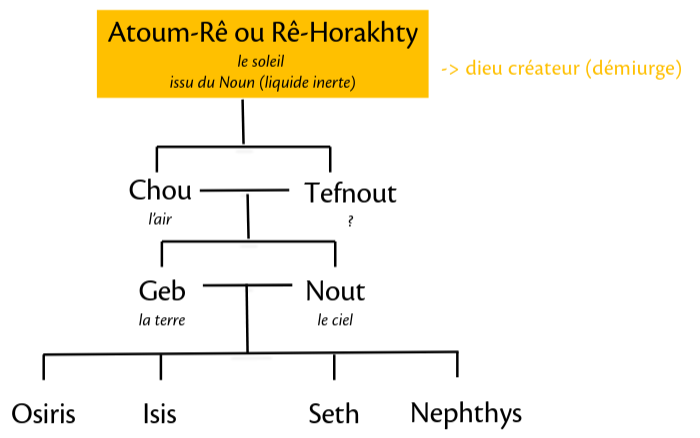 Atoum-Rê ou Rê-Horakhty
le soleil
issu du Noun (liquide inerte)
-> dieu créateur (démiurge)
Chou
Tefnout
l'air
?
Geb
Nout
la terre
le ciel
Osiris
Isis
Seth
Nephthys